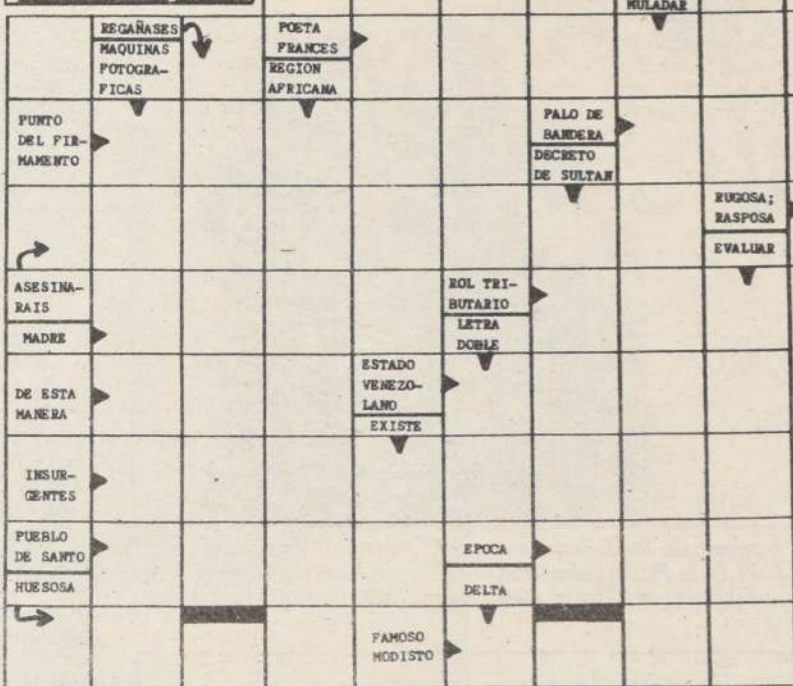 MULADAR
REGAÑASES
MAQUINAS
FOTOGRA-
FICAS
POETA
FRANCES
REGION
AFRICANA
PUNTO
DEL FIR-
MAMENTO
PALO DE
BANDERA
DECRETO
DE SULTAN
RUGOSA;
RASPOSA
EVALUAR
ASESINA-
RAIS
MADRE
ROL TRI-
BUTARIO
LETRA
DOBLE
DE ESTA
MANERA
ESTADO
VENEZO-
LANO
EXISTE
INSUR-
GENTES
PUEBLO
DE SANTO
HUESOSA
EPOCA
DELTA
FAMOSO
MODISTO